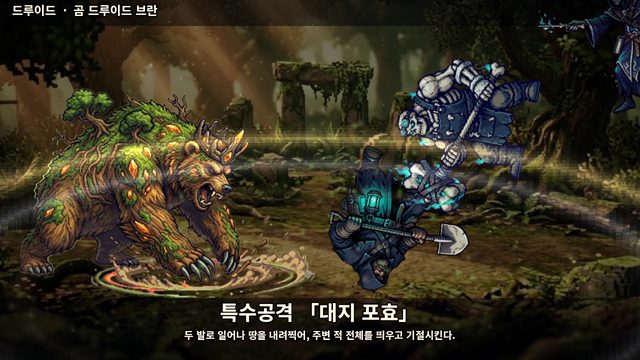 드루이드 · 곰 드루이드 브란
특수공격 「대지 포효」
두 발로 일어나 땅을 내려찍어, 주변 적 전체를 띄우고 기절시킨다.